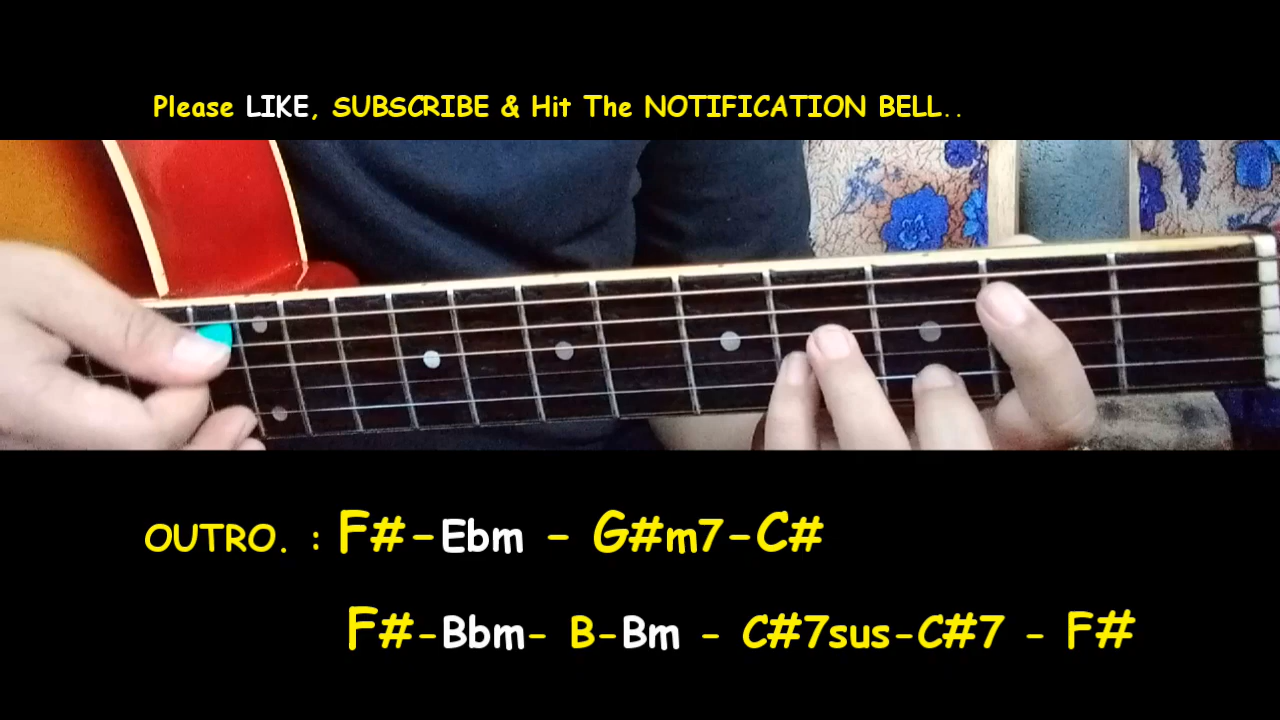 Please LIKE, SUBSCRIBE & Hit The NOTIFICATION BELL..
OUTRO. : F#-Ebm - G#m7-C#
F#-Bbm- B-Bm - C#7sus-C#7 - F#